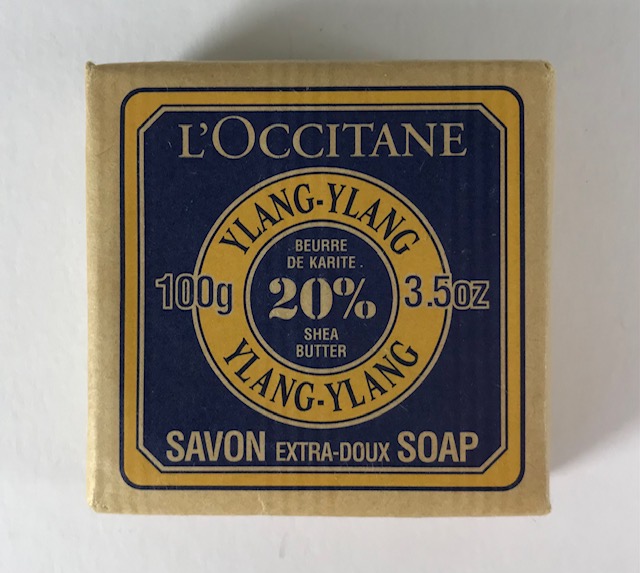 L'OCCITANE
YLANG-YLANG
BEURRE
DE KARITE
100g 20% 3.5oz
SHEA
BUTTER
YLANG-YLANG
SAVON EXTRA-DOUX SOAP